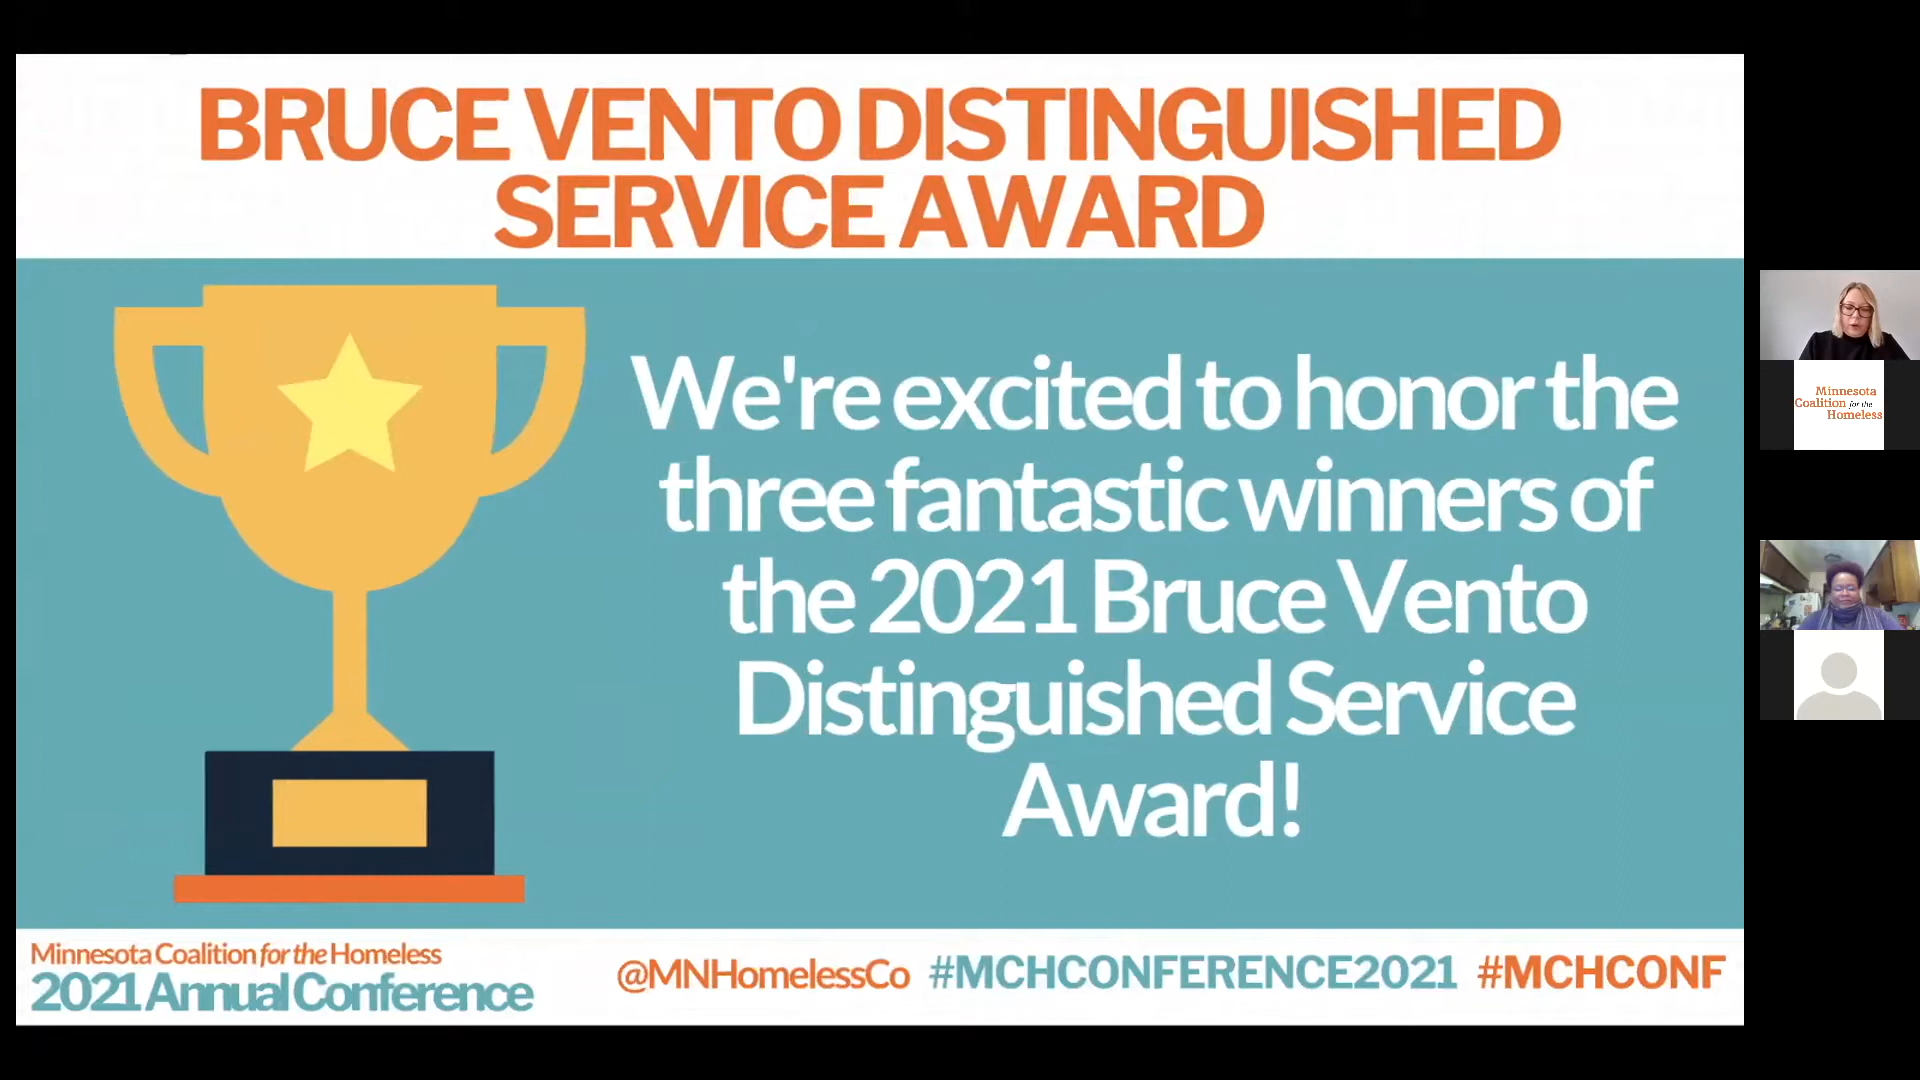 BRUCE VENTO DISTINGUISHED
SERVICE AWARD
We're excited to honor the
three fantastic winners of
the 2021 Bruce Vento
Distinguished Service
Award!
Minnesota Coalition for the Homeless
2021 Annual Conference
@MNHomelessCo #MCHCONFERENCE2021 #MCHCONF
Minnesota
Coalition for the
Homeless